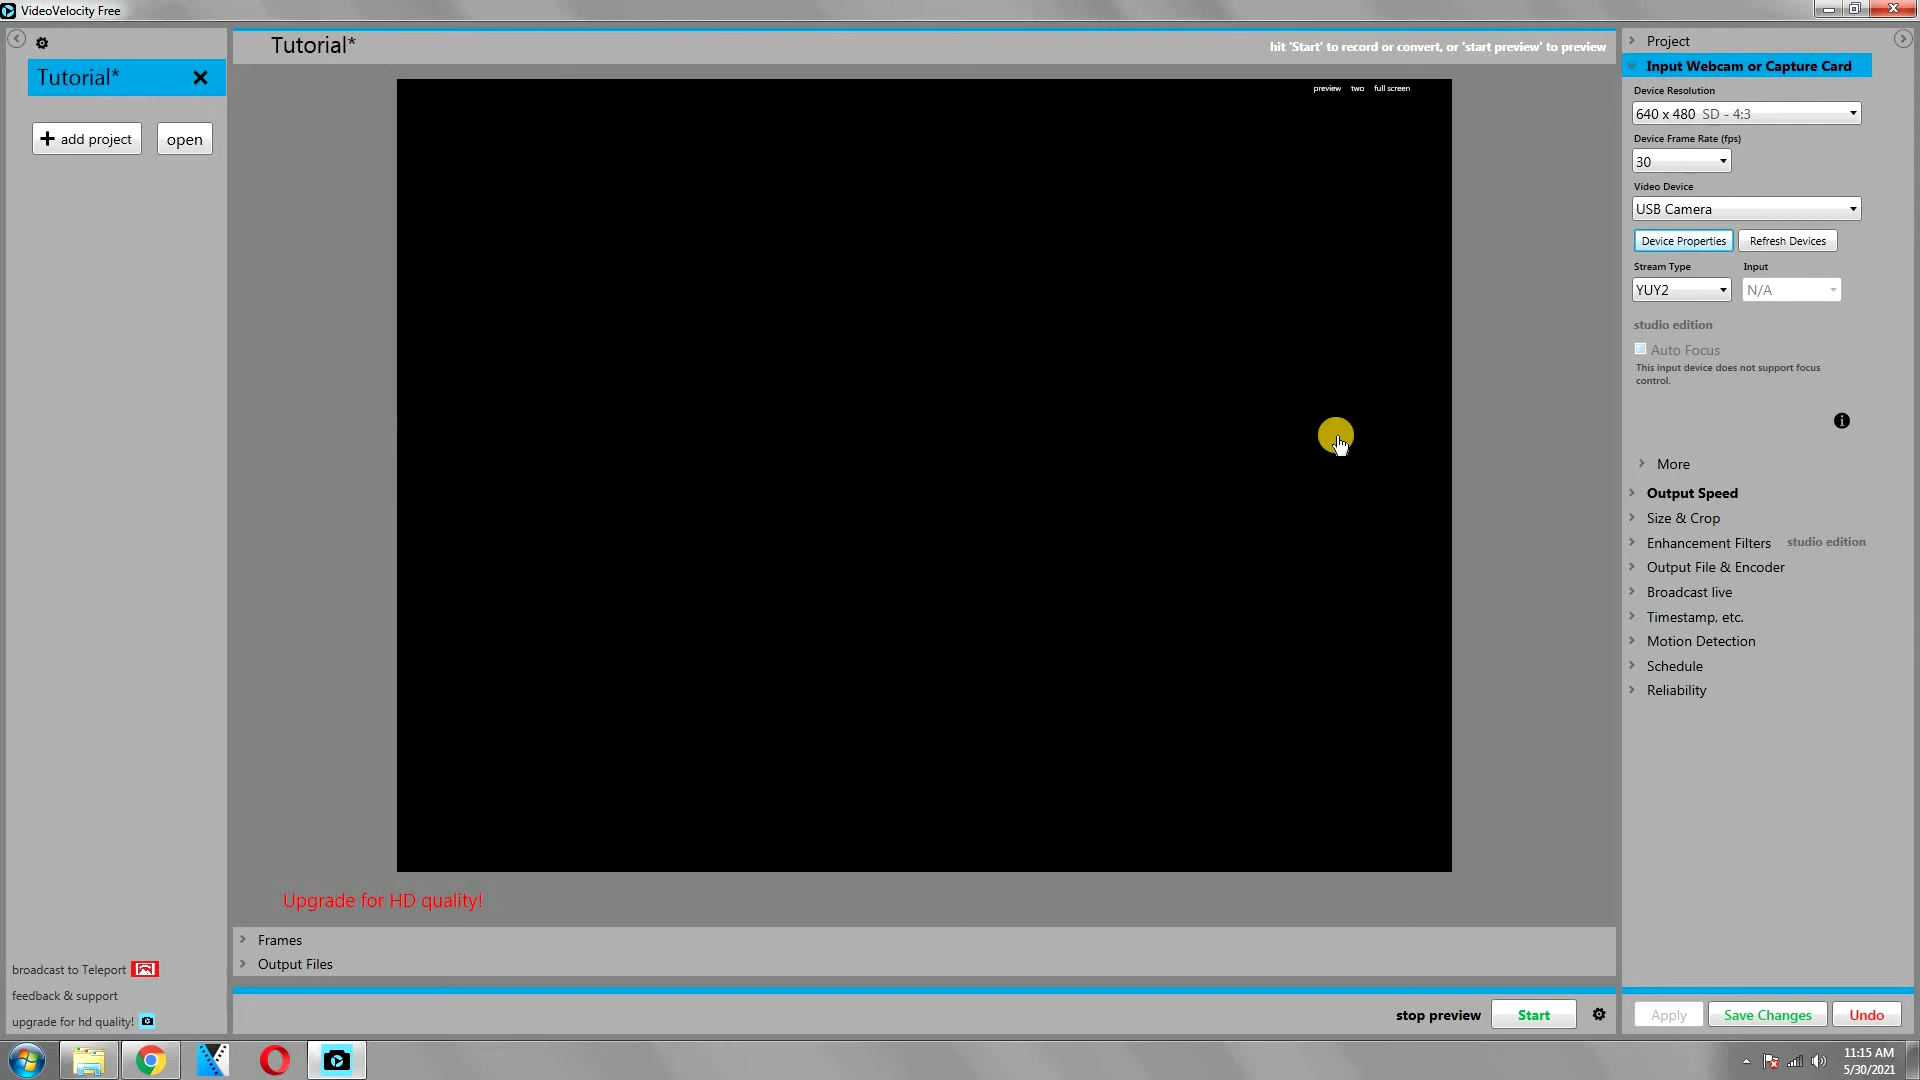 VideoVelocity Free
Tutorial*
add project
open
broadcast to Teleport
feedback & support
upgrade for hd quality!
Tutorial*
hit 'Start' to record or convert, or 'start preview' to preview
preview two full screen
Upgrade for HD quality!
Frames
Output Files
stop preview
Start
Project
Input Webcam or Capture Card
Device Resolution
640 x 480 SD - 4:3
Device Frame Rate (fps)
30
Video Device
USB Camera
Device Properties
Refresh Devices
Stream Type
Input
YUY2
N/A
studio edition
Auto Focus
This input device does not support focus
control.
More
Output Speed
Size & Crop
Enhancement Filters studio edition
Output File & Encoder
Broadcast live
Timestamp, etc.
Motion Detection
Schedule
Reliability
Apply
Save Changes
Undo
11:15 AM
5/30/2021